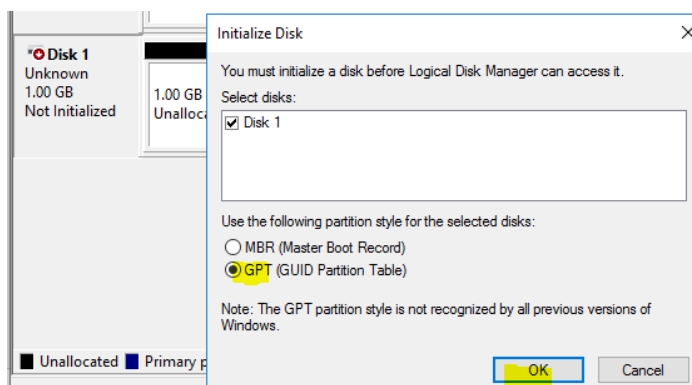 Disk 1
Unknown
1.00 GB
Not Initialized
1.00 GB
Initialize Disk
You must initialize a disk before Logical Disk Manager can access it.
Select disks:
Disk 1
Use the following partition style for the selected disks:
MBR (Master Boot Record)
GPT (GUID Partition Table)
Note: The GPT partition style is not recognized by all previous versions of
Windows.
OK Cancel
Unallocated Primary